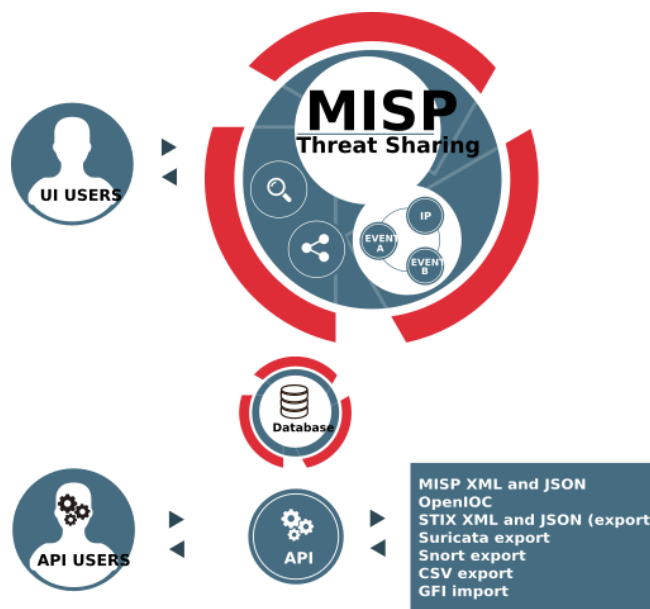 MISP
Threat Sharing
UI USERS
IP
EVENT
A
EVENT
B
Database
API USERS
API
MISP XML and JSON
OpenIOC
STIX XML and JSON (export
Suricata export
Snort export
CSV export
GFI import